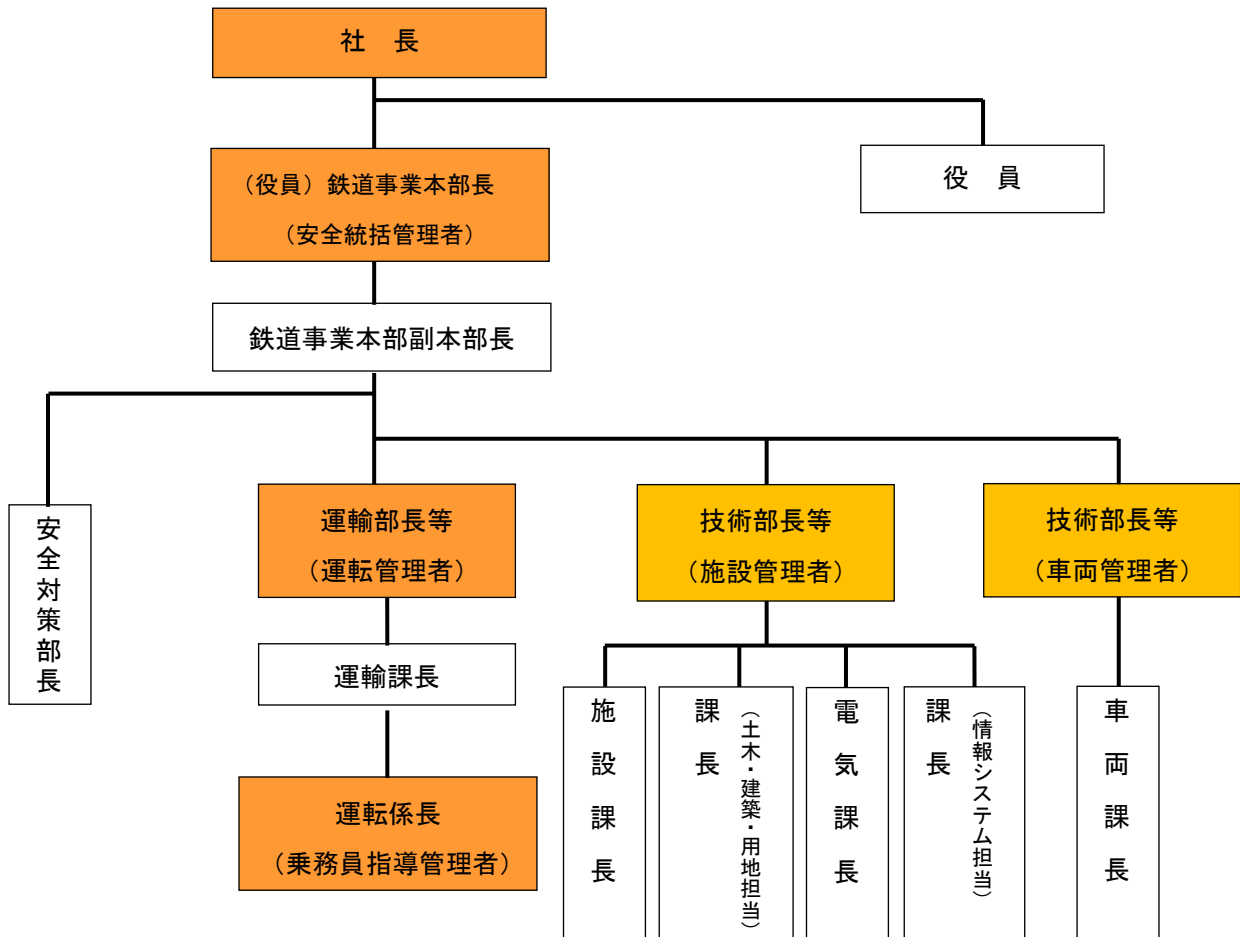 社　長
役　員
（役員）鉄道事業本部長
（安全統括管理者）
鉄道事業本部副本部長
安全対策部長
運輸部長等
（運転管理者）
技術部長等
（施設管理者）
技術部長等
（車両管理者）
運輸課長
運転係長
（乗務員指導管理者）
施設課長
課長
（土木・建築・用地担当）
電気課長
課長
（情報システム担当）
車両課長